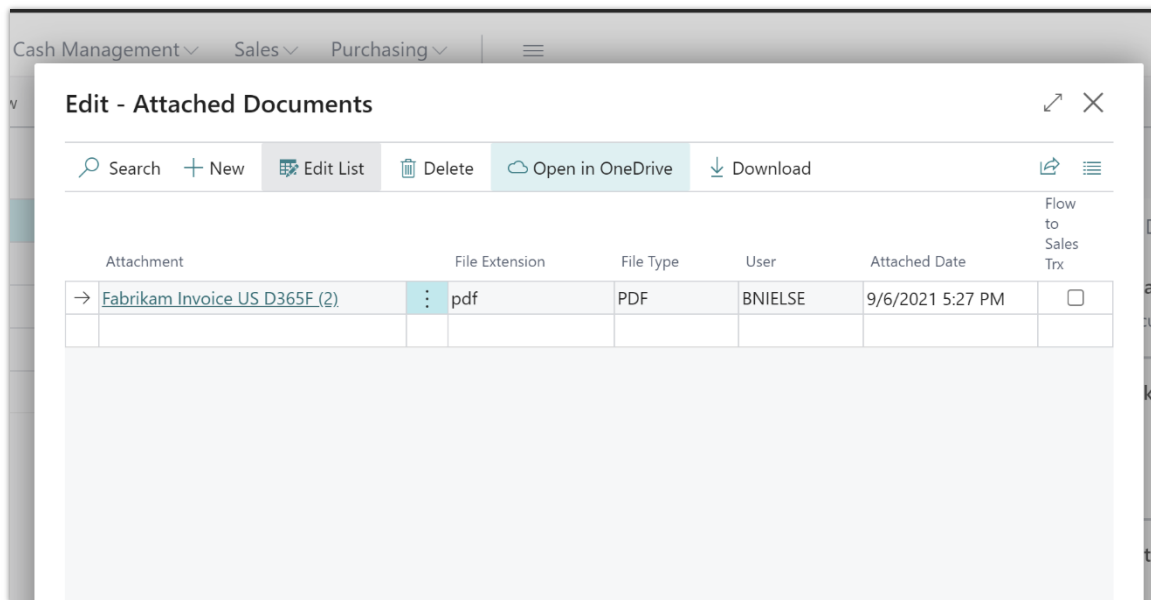 Cash Management Sales Purchasing
Edit - Attached Documents
Search New Edit List Delete Open in OneDrive Download
Flow
to
Sales
Attachment File Extension File Type User Attached Date Trx
Fabrikam Invoice US D365F (2) pdf PDF BNIELSE 9/6/2021 5:27 PM